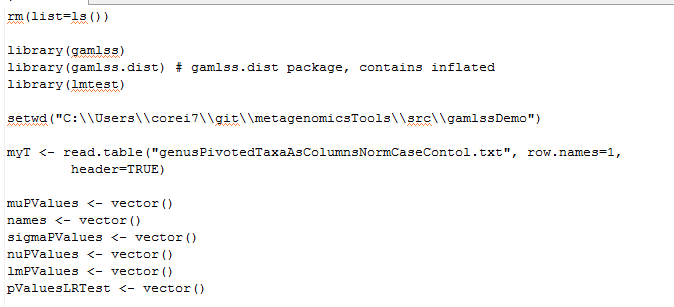 rm(list=ls())
library(gamlss)
library(gamlss.dist) # gamlss.dist package, contains inflated
library(lmtest)
setwd("C:\\Users\\corei7\\git\\metagenomicsTools\\src\\gamlssDemo")
myT <- read.table("genusPivotedTaxaAsColumnsNormCaseContol.txt", row.names=1,
header=TRUE)
muPValues <- vector()
names <- vector()
sigmaPValues <- vector()
nuPValues <- vector()
lmPValues <- vector()
pValuesLRTest <- vector()